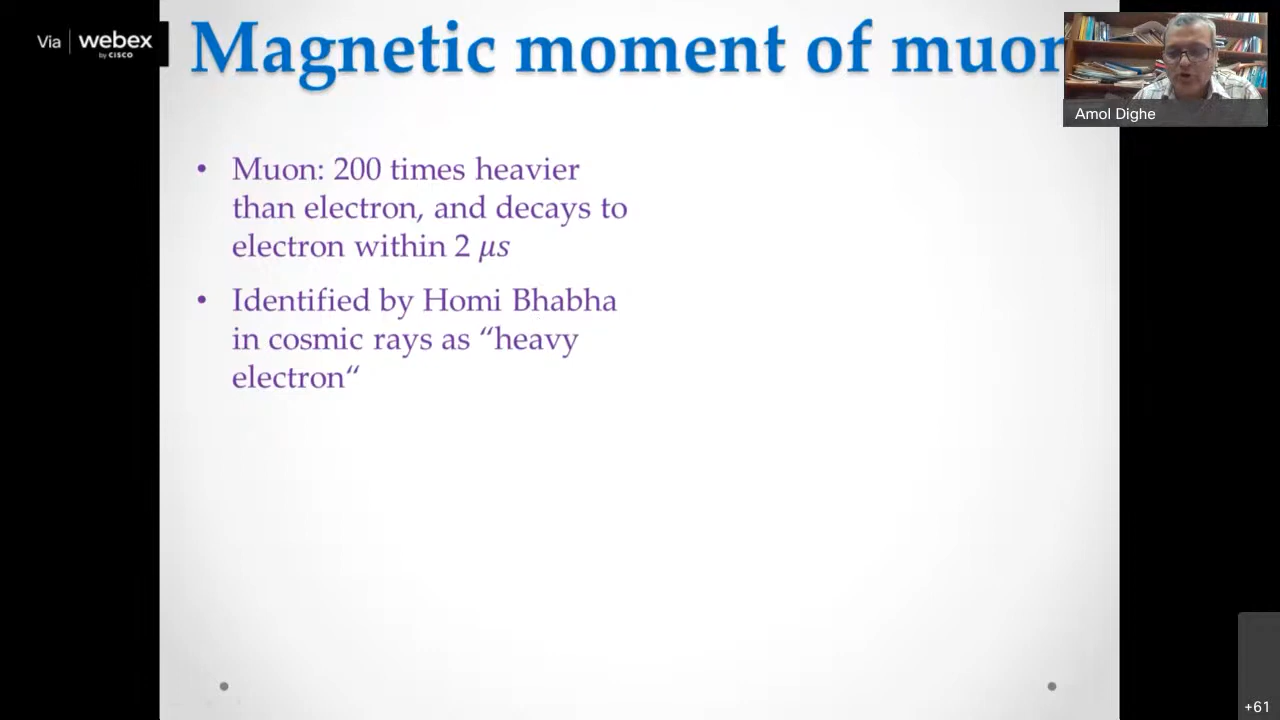 Via webex
by CISCO
Magnetic moment of muon
Amol Dighe
• Muon: 200 times heavier
than electron, and decays to
electron within 2 μs
• Identified by Homi Bhabha
in cosmic rays as “heavy
electron“
+61